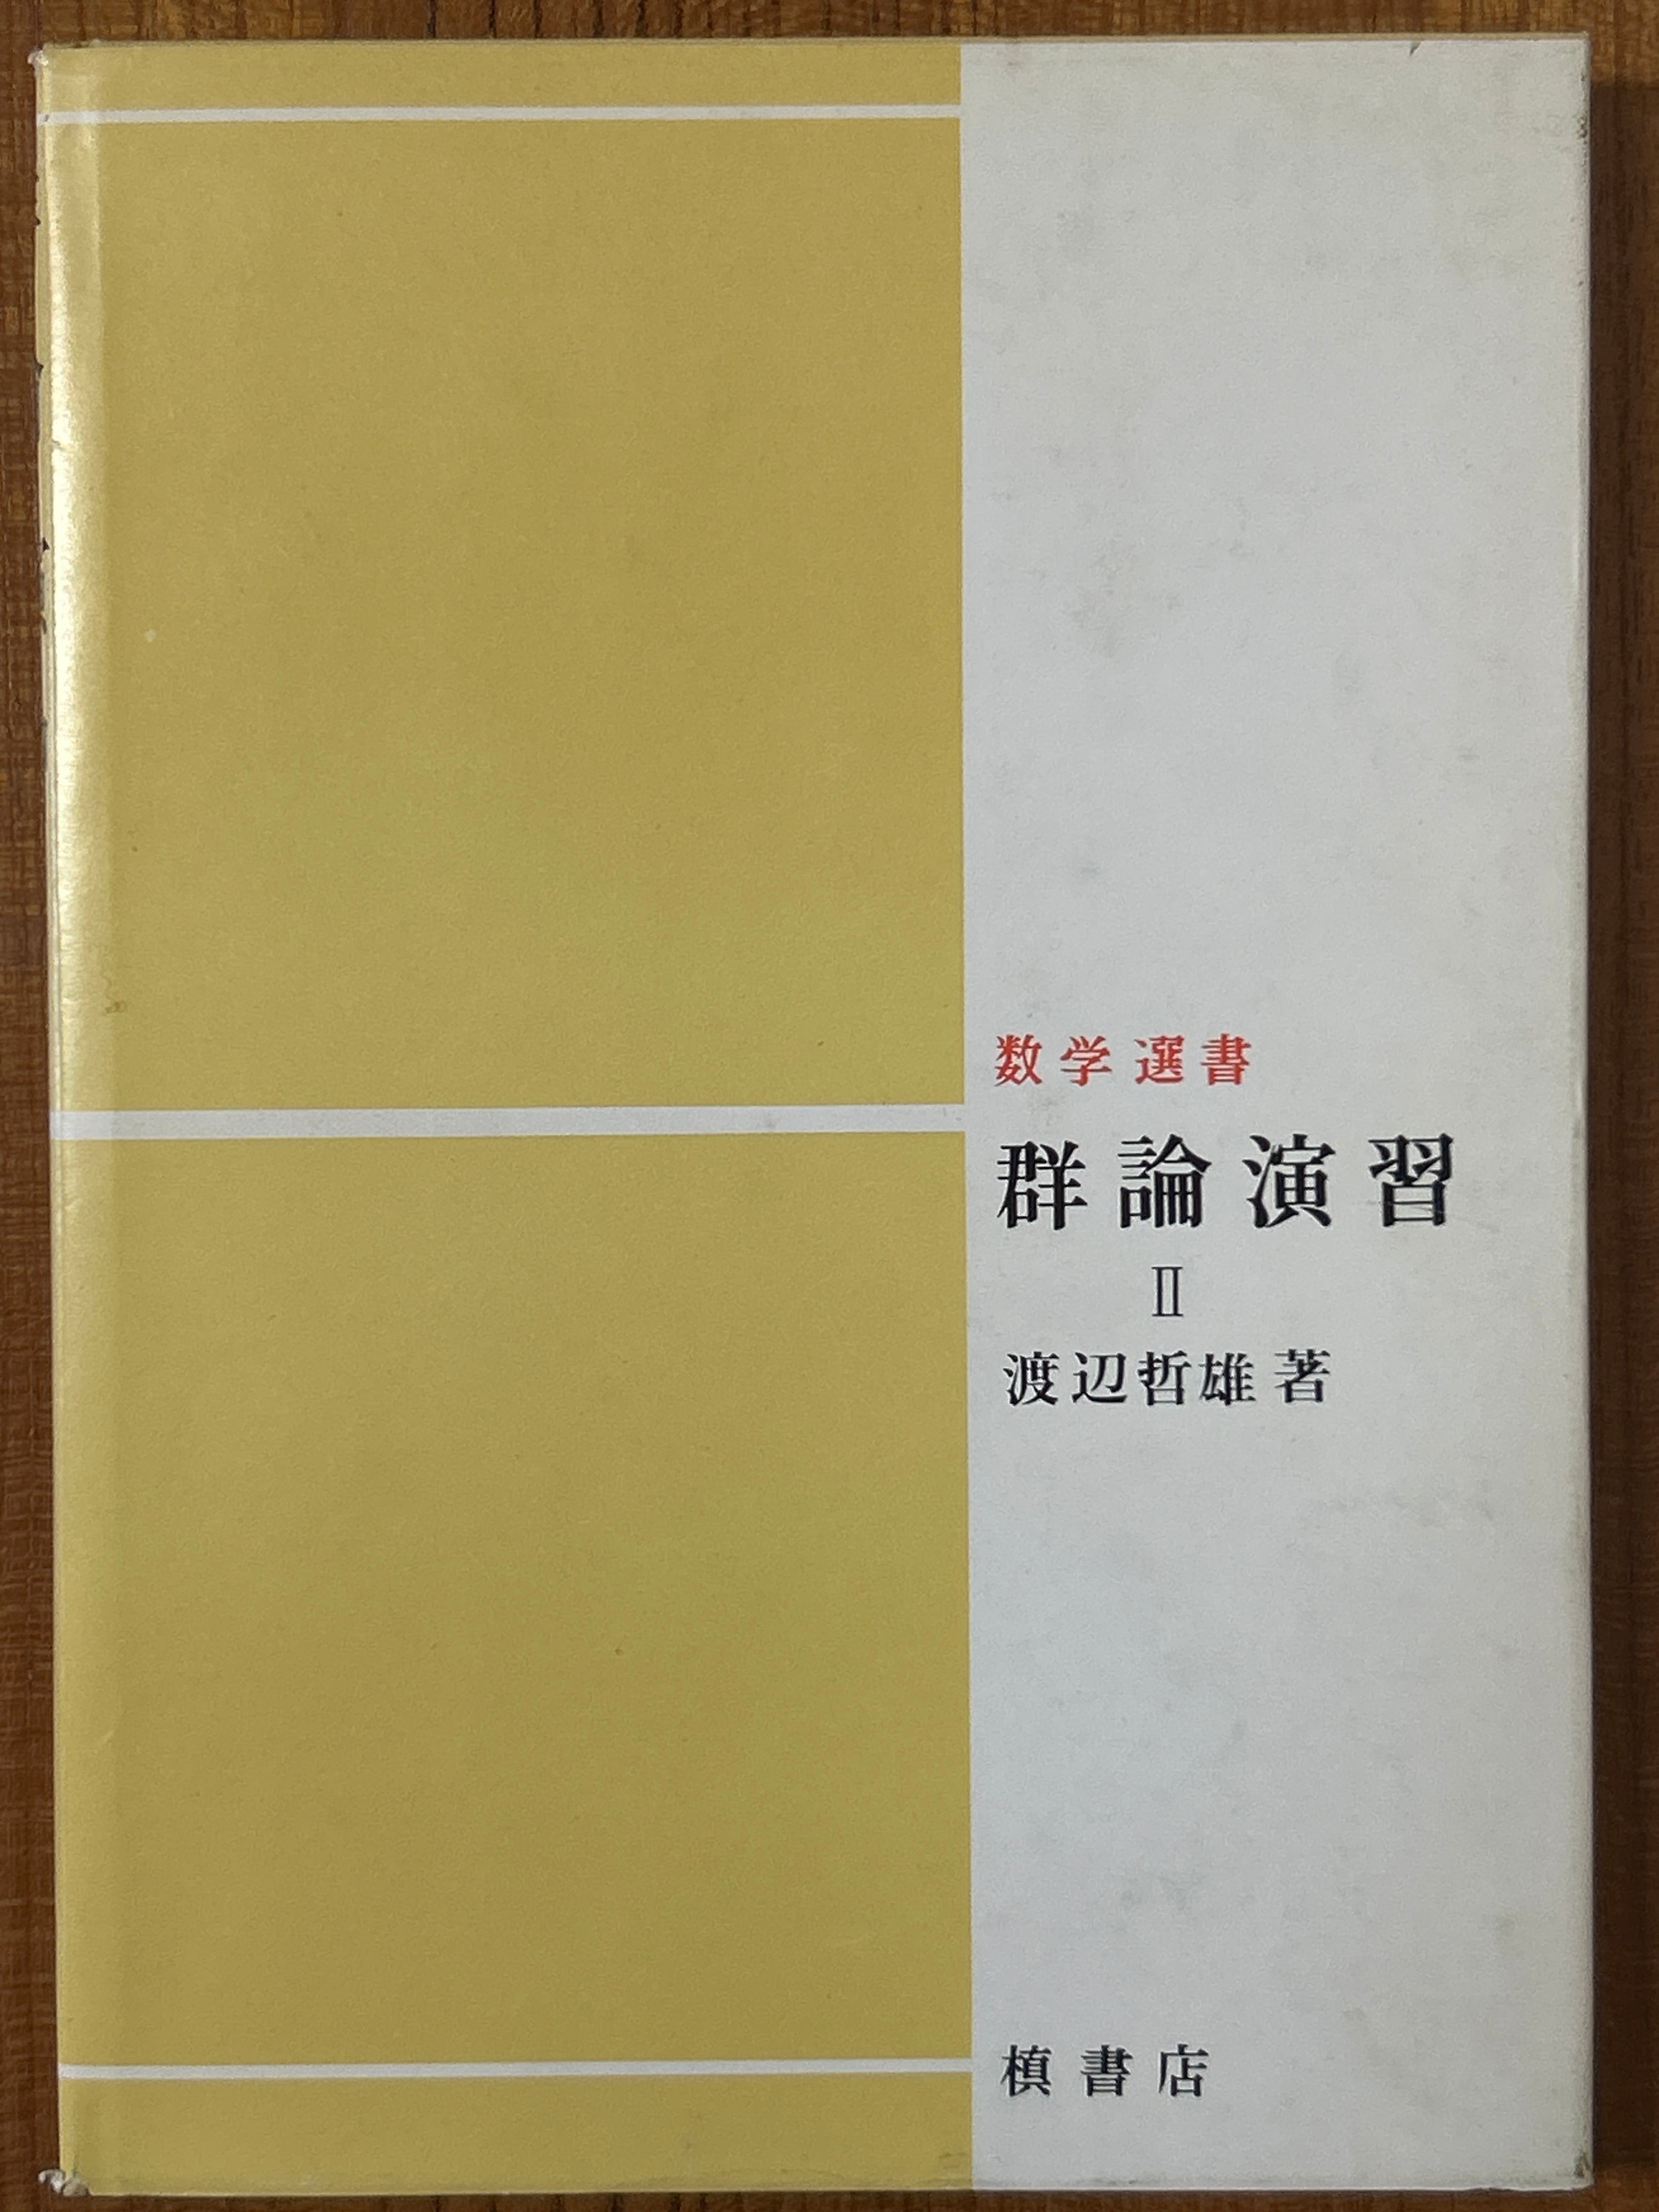 数学選書
群論演習
Ⅱ
渡辺哲雄著
槙書店